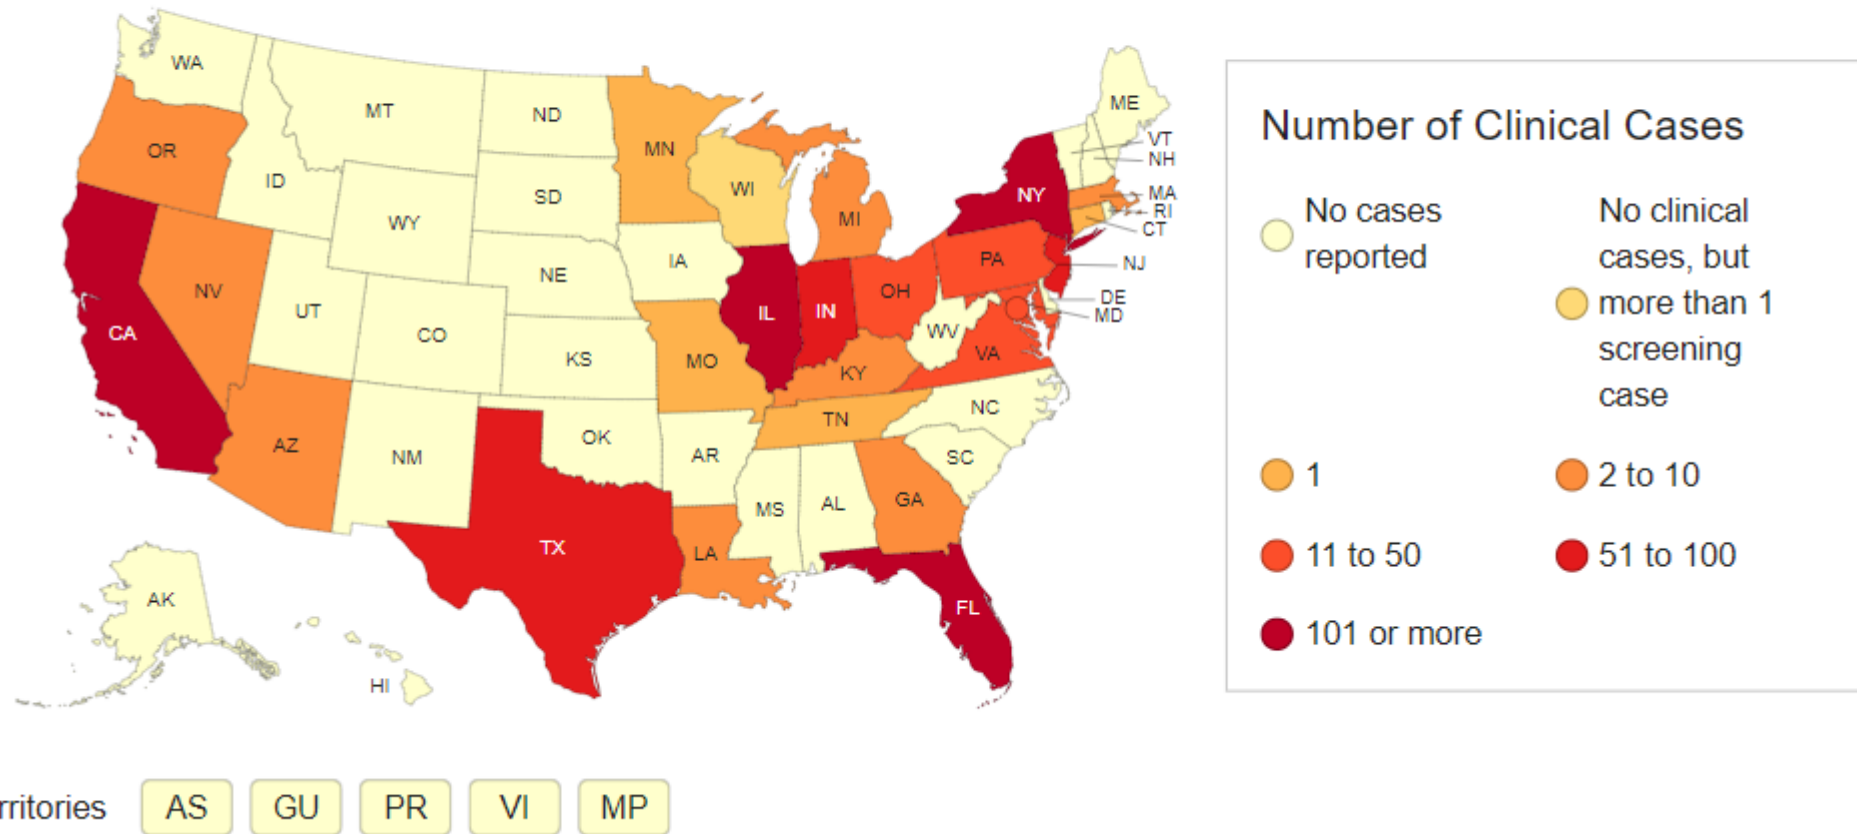 WA
MT
ND
MN
ME
VT
NH
OR
ID
SD
WI
MI
NY
MA
RI
CT
WY
IA
PA
NJ
NV
UT
NE
IL
IN
OH
DE
MD
CA
CO
KS
MO
WV
VA
KY
NC
AZ
NM
OK
AR
TN
SC
MS
AL
GA
TX
LA
FL
AK
HI
Number of Clinical Cases
No cases
reported
No clinical
cases, but
more than 1
screening
case
1
2 to 10
11 to 50
51 to 100
101 or more
rritories
AS
GU
PR
VI
MP